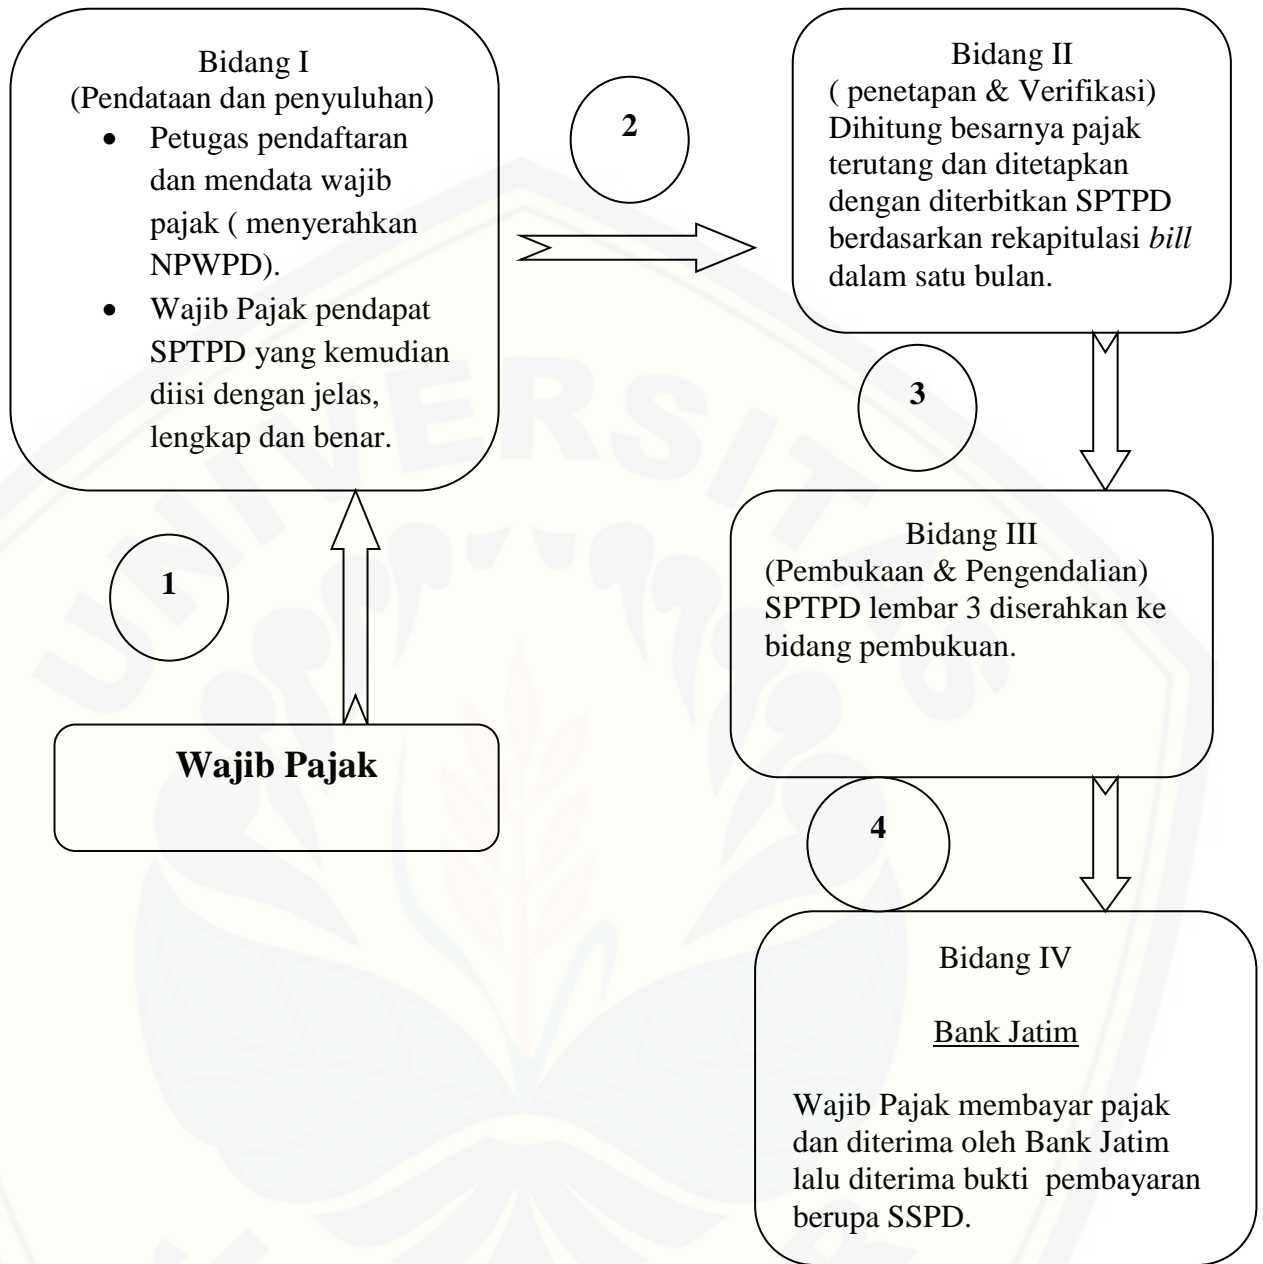 Bidang I
(Pendataan dan penyuluhan)
• Petugas pendaftaran
dan mendata wajib
pajak ( menyerahkan
NPWPD).
• Wajib Pajak pendapat
SPTPD yang kemudian
diisi dengan jelas,
lengkap dan benar.
2
Bidang II
( penetapan & Verifikasi)
Dihitung besarnya pajak
terutang dan ditetapkan
dengan diterbitkan SPTPD
berdasarkan rekapitulasi bill
dalam satu bulan.
3
1
Bidang III
(Pembukaan & Pengendalian)
SPTPD lembar 3 diserahkan ke
bidang pembukuan.
Wajib Pajak
4
Bidang IV
Bank Jatim
Wajib Pajak membayar pajak
dan diterima oleh Bank Jatim
lalu diterima bukti  pembayaran
berupa SSPD.
UNIVERSITAS